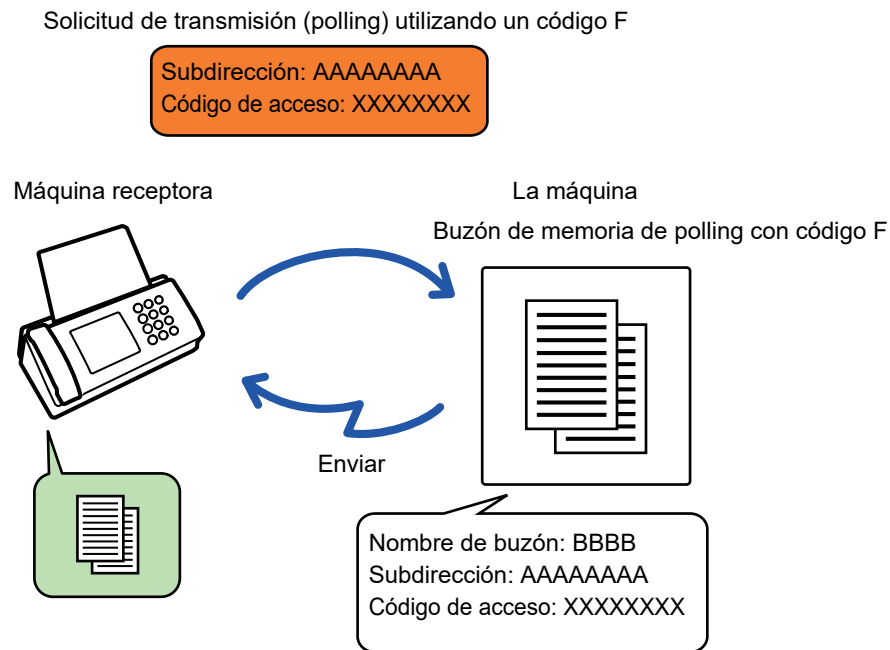 Solicitud de transmisión (polling) utilizando un código F
Subdirección: AAAAAAAA
Código de acceso: XXXXXXXX
Máquina receptora
La máquina
Buzón de memoria de polling con código F
Enviar
Nombre de buzón: BBBB
Subdirección: AAAAAAAA
Código de acceso: XXXXXXXX